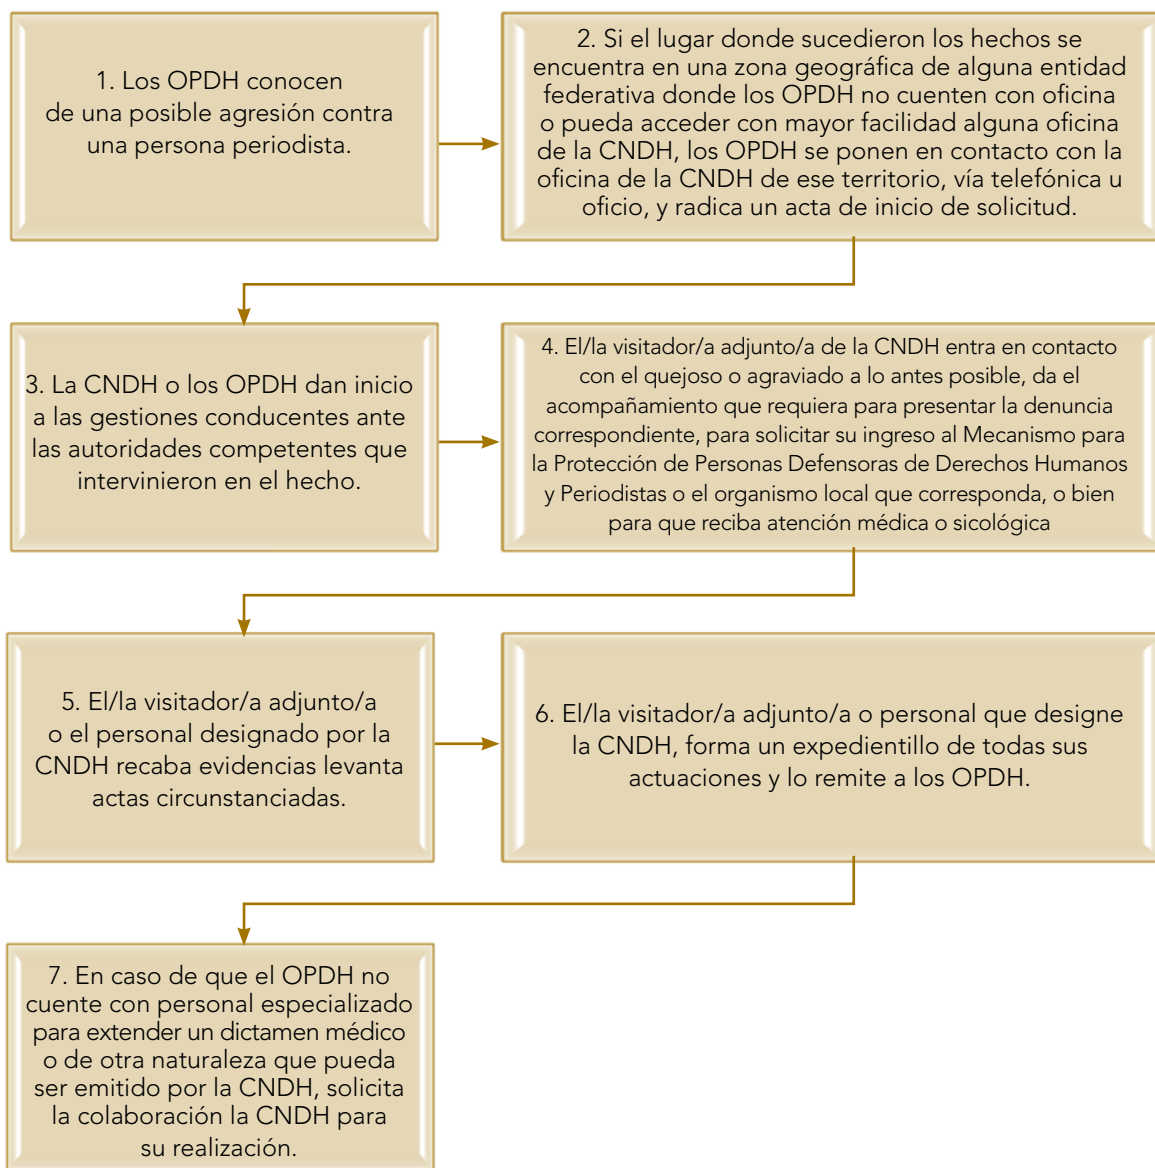 1. Los OPDH conocen
de una posible agresión contra
una persona periodista.
2. Si el lugar donde sucedieron los hechos se
encuentra en una zona geográfica de alguna entidad
federativa donde los OPDH no cuenten con oficina
o pueda acceder con mayor facilidad alguna oficina
de la CNDH, los OPDH se ponen en contacto con la
oficina de la CNDH de ese territorio, vía telefónica u
oficio, y radica un acta de inicio de solicitud.
3. La CNDH o los OPDH dan inicio
a las gestiones conducentes ante
las autoridades competentes que
intervinieron en el hecho.
4. El/la visitador/a adjunto/a de la CNDH entra en contacto
con el quejoso o agraviado a lo antes posible, da el
acompañamiento que requiera para presentar la denuncia
correspondiente, para solicitar su ingreso al Mecanismo para
la Protección de Personas Defensoras de Derechos Humanos
y Periodistas o el organismo local que corresponda, o bien
para que reciba atención médica o sicológica
5. El/la visitador/a adjunto/a
o el personal designado por la
CNDH recaba evidencias levanta
actas circunstanciadas.
6. El/la visitador/a adjunto/a o personal que designe
la CNDH, forma un expedientillo de todas sus
actuaciones y lo remite a los OPDH.
7. En caso de que el OPDH no
cuente con personal especializado
para extender un dictamen médico
o de otra naturaleza que pueda
ser emitido por la CNDH, solicita
la colaboración la CNDH para
su realización.